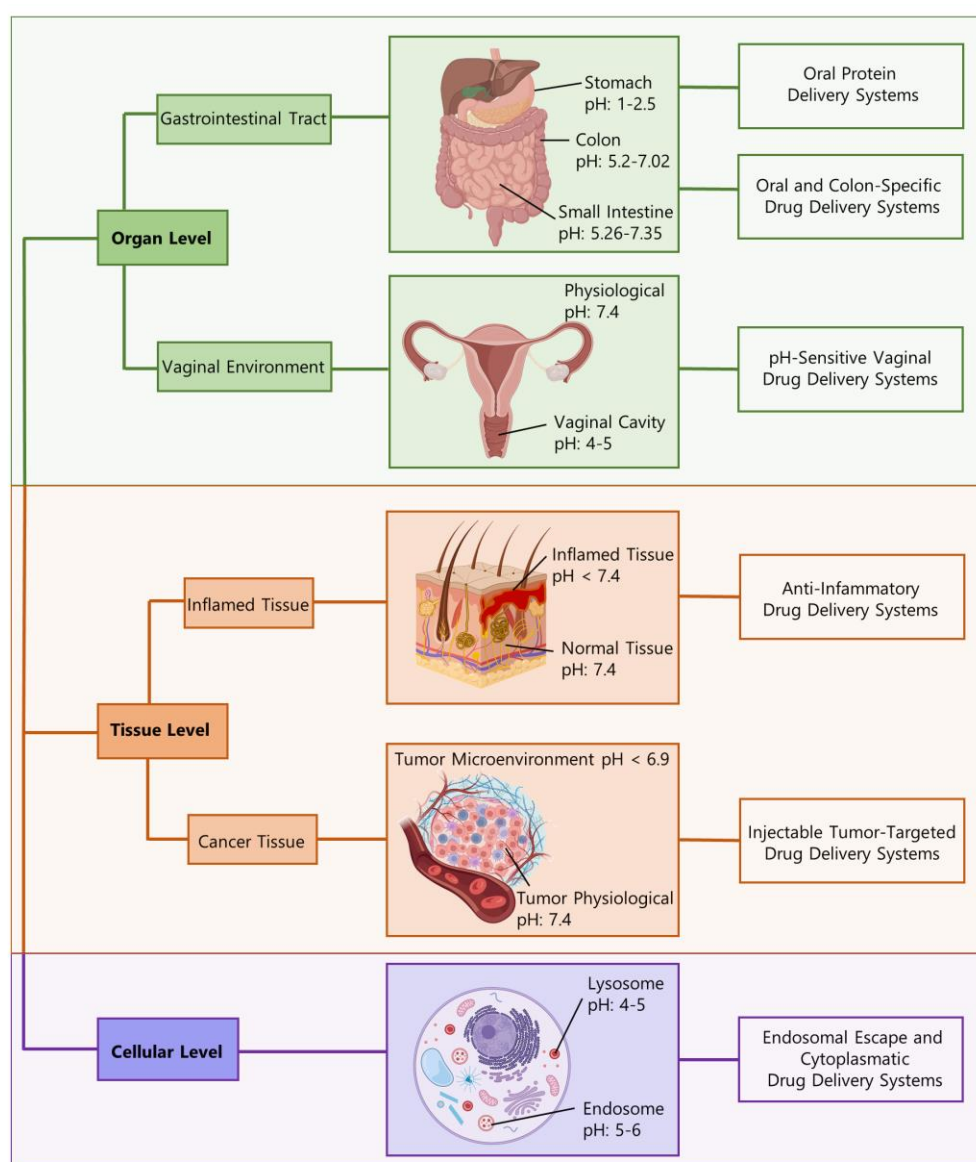 Stomach
pH: 1-2.5
Oral Protein
Delivery Systems
Gastrointestinal Tract
Colon
pH: 5.2-7.02
Small Intestine
pH: 5.26-7.35
Oral and Colon-Specific
Drug Delivery Systems
Organ Level
Physiological
pH: 7.4
Vaginal Environment
pH-Sensitive Vaginal
Drug Delivery Systems
Vaginal Cavity
pH: 4-5
Inflamed Tissue
pH < 7.4
Inflamed Tissue
Anti-Infammatory
Drug Delivery Systems
Normal Tissue
pH: 7.4
Tissue Level
Tumor Microenvironment pH < 6.9
Cancer Tissue
Injectable Tumor-Targeted
Drug Delivery Systems
Tumor Physiological
pH: 7.4
Lysosome
pH: 4-5
Cellular Level
Endosomal Escape and
Cytoplasmatic
Drug Delivery Systems
Endosome
pH: 5-6